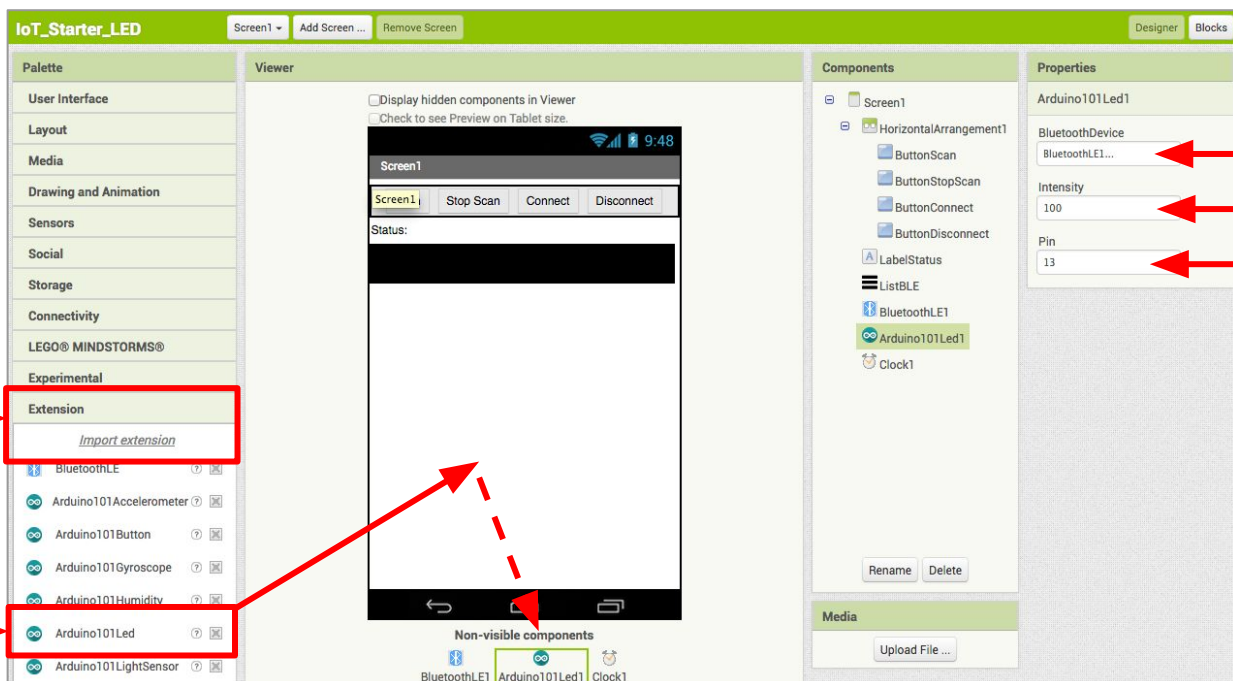 IoT_Starter_LED
Screen1
Add Screen ...
Remove Screen
Designer
Blocks
Palette
User Interface
Layout
Media
Drawing and Animation
Sensors
Social
Storage
Connectivity
LEGO® MINDSTORMS®
Experimental
Extension
Import extension
BluetoothLE
Arduino101Accelerometer
Arduino101Button
Arduino101Gyroscope
Arduino101Humidity
Arduino101Led
Arduino101LightSensor
Viewer
Display hidden components in Viewer
Check to see Preview on Tablet size.
9:48
Screen1
Screen1
Stop Scan
Connect
Disconnect
Status:
Non-visible components
BluetoothLE1
Arduino101Led1
Clock1
Components
Screen1
HorizontalArrangement1
ButtonScan
ButtonStopScan
ButtonConnect
ButtonDisconnect
LabelStatus
ListBLE
BluetoothLE1
Arduino101Led1
Clock1
Rename
Delete
Media
Upload File ...
Properties
Arduino101Led1
BluetoothDevice
BluetoothLE1...
Intensity
100
Pin
13